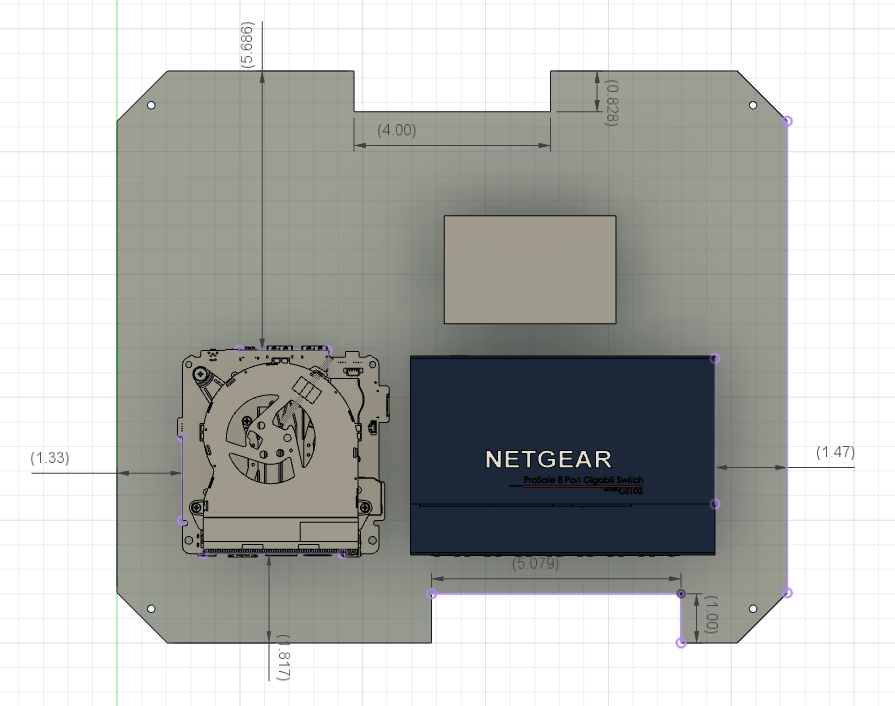 (5.686)
(0.828)
(4.00)
(1.33)
(1.47)
NETGEAR
ProSafe 8 Port Gigabit Switch
GS108
(5.079)
(1.00)
(1.817)